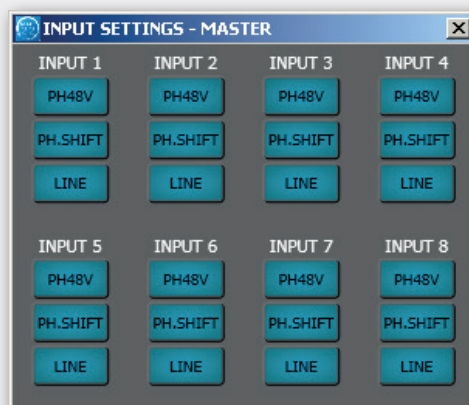 INPUT SETTINGS - MASTER
INPUT 1 INPUT 2 INPUT 3 INPUT 4
PH48V PH48V PH48V PH48V
PH.SHIFT PH.SHIFT PH.SHIFT PH.SHIFT
LINE LINE LINE LINE
INPUT 5 INPUT 6 INPUT 7 INPUT 8
PH48V PH48V PH48V PH48V
PH.SHIFT PH.SHIFT PH.SHIFT PH.SHIFT
LINE LINE LINE LINE